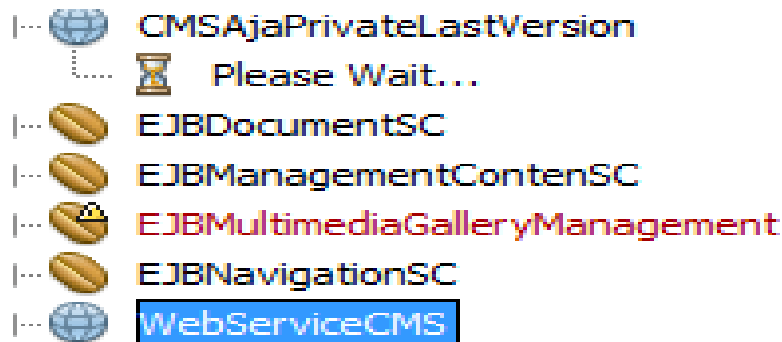 CMSAjaPrivateLastVersion
Please Wait...
EJBDocumentSC
EJBManagementContenSC
EJBMultimediaGalleryManagement
EJBNavigationSC
WebServiceCMS